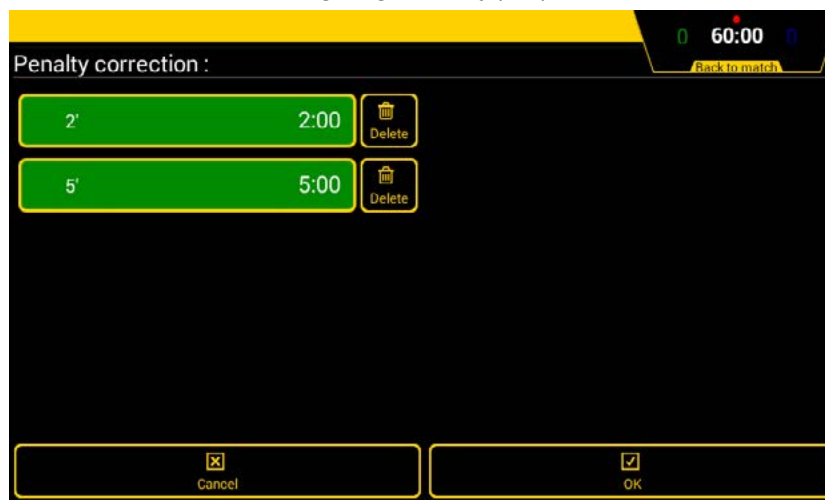 0 60:00 0
Back to match
Penalty correction :
2' 2:00 Delete
5' 5:00 Delete
Cancel OK